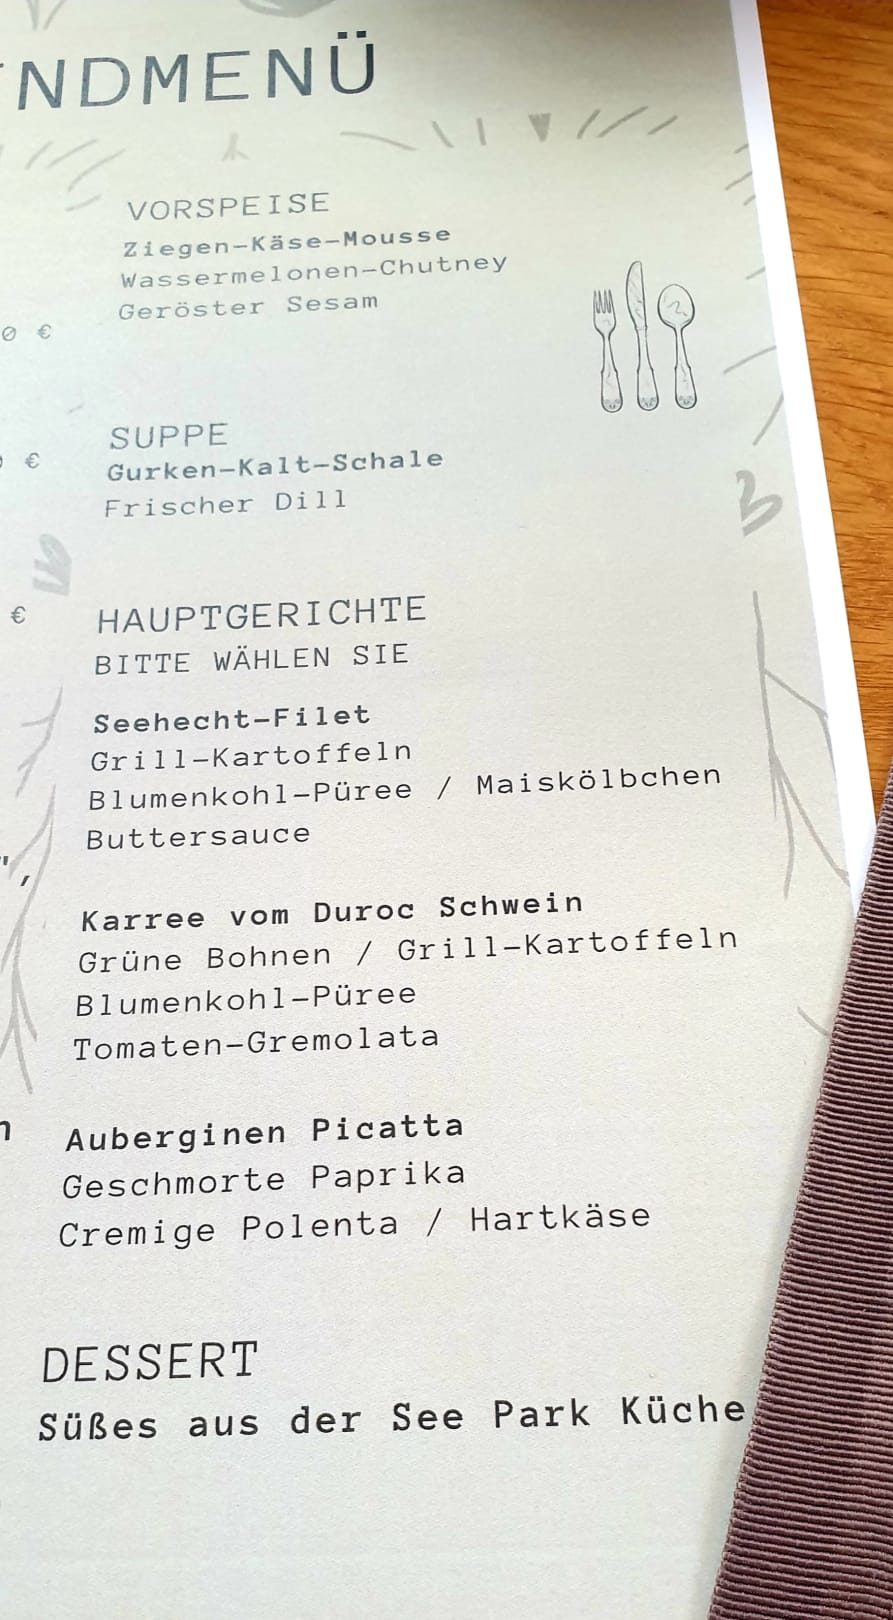 NDMENÜ
VORSPEISE
Ziegen-Käse-Mousse
Wassermelonen-Chutney
Geröster Sesam
0 €
SUPPE
Gurken-Kalt-Schale
€
Frischer Dill
HAUPTGERICHTE
€
BITTE WÄHLEN SIE
Seehecht-Filet
Grill-Kartoffeln
Blumenkohl-Püree / Maiskölbchen
Buttersauce
",
Karree vom Duroc Schwein
Grüne Bohnen / Grill-Kartoffeln
Blumenkohl-Püree
Tomaten-Gremolata
Auberginen Picatta
Geschmorte Paprika
Cremige Polenta / Hartkäse
DESSERT
Süßes aus der See Park Küche